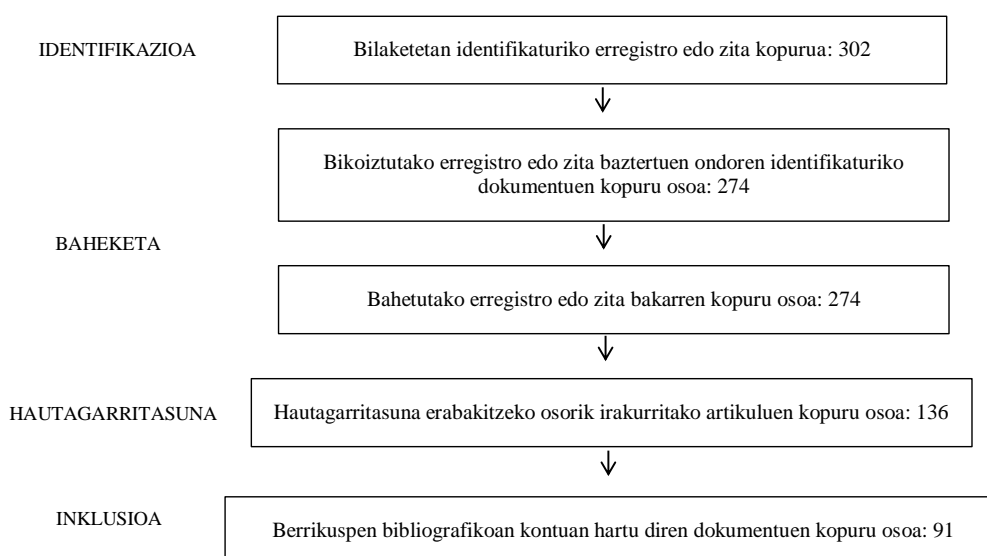 IDENTIFIKAZIOA
Bilaketetan identifikaturiko erregistro edo zita kopurua: 302
Bikoiztutako erregistro edo zita baztertuen ondoren identifikaturiko
dokumentuen kopuru osoa: 274
BAHEKETA
Bahetutako erregistro edo zita bakarren kopuru osoa: 274
HAUTAGARRITASUNA
Hautagarritasuna erabakitzeko osorik irakurritako artikuluen kopuru osoa: 136
INKLUSIOA
Berrikuspen bibliografikoan kontuan hartu diren dokumentuen kopuru osoa: 91